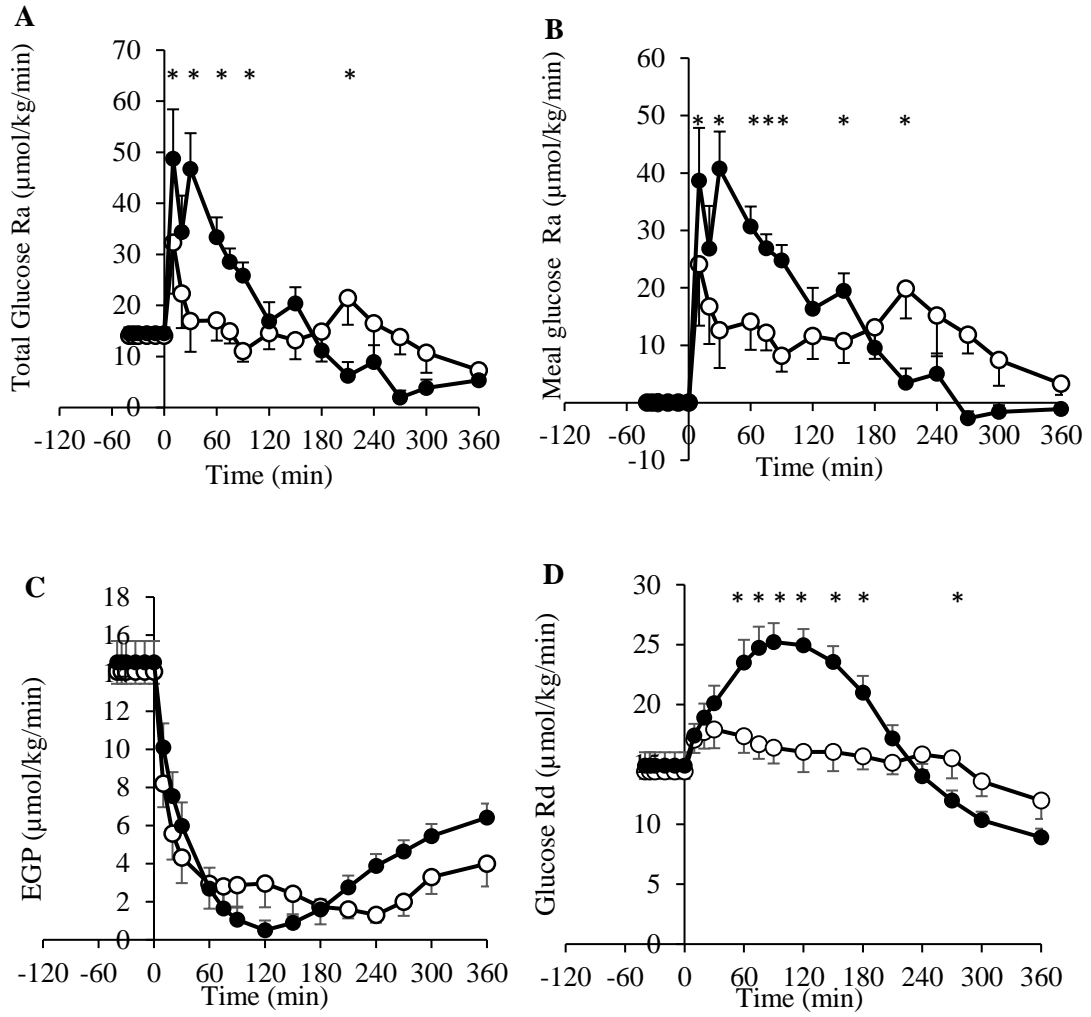 A
Total Glucose Ra (µmol/kg/min)
70
60
50
40
30
20
10
0
* * * * *
-120 -60 0 60 120 180 240 300 360
Time (min)
B
Meal glucose Ra (µmol/kg/min)
60
50
40
30
20
10
-10
* * * * * * *
-120 -60 0 60 120 180 240 300 360
Time (min)
C
EGP (µmol/kg/min)
18
16
14
12
10
8
6
4
2
0
-120 -60 0 60 120 180 240 300 360
Time (min)
D
Glucose Rd (µmol/kg/min)
30
25
20
15
10
5
0
* * * * * * *
-120 -60 0 60 120 180 240 300 360
Time (min)